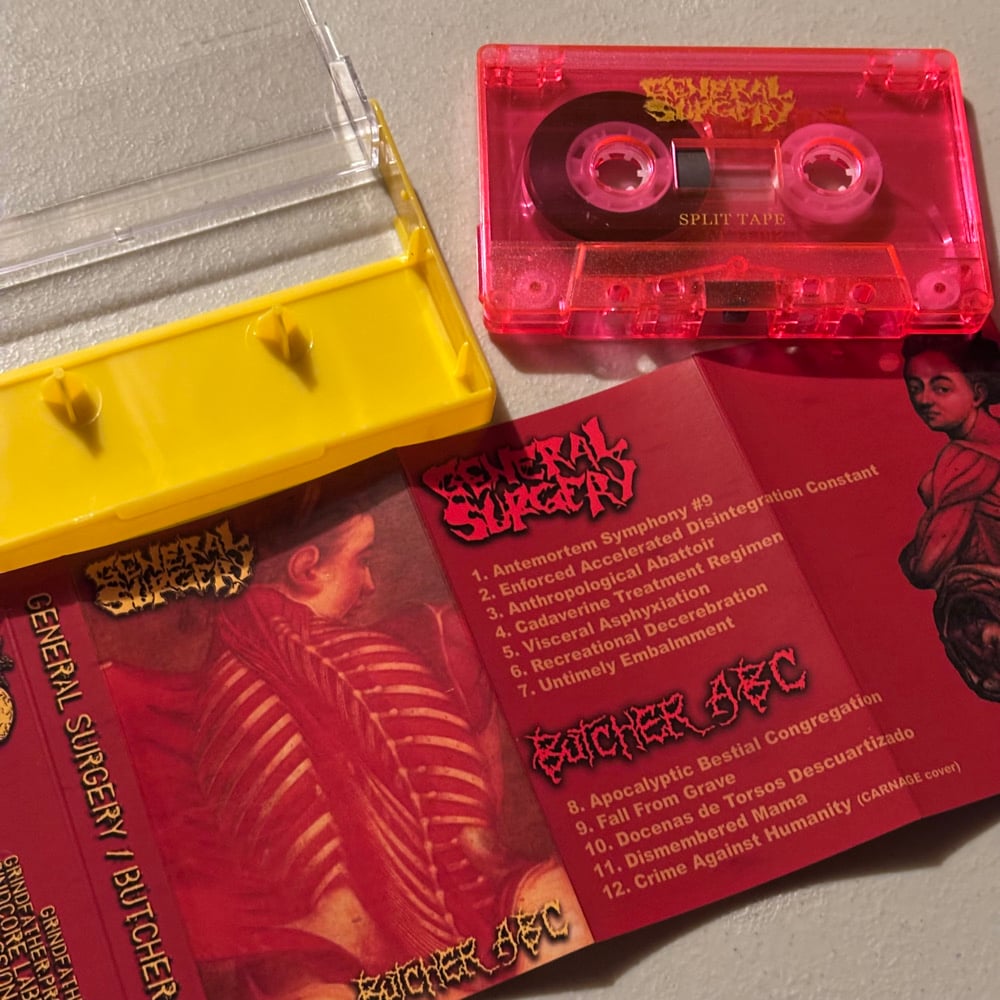 GENERAL
SURGERY
SPLIT TAPE
GENERAL
SURGERY
1. Antemortem Symphony #9
2. Enforced Accelerated Disintegration Constant
3. Anthropological Abattoir
4. Cadaverine Treatment Regimen
5. Visceral Asphyxiation
6. Recreational Decerebration
7. Untimely Embalmment
BUTCHER ABC
8. Apocalyptic Bestial Congregation
9. Fall From Grave
10. Docenas de Torsos Descuartizado
11. Dismembered Mama
12. Crime Against Humanity (CARNAGE cover)
GENERAL
SURGERY
BUTCHER ABC
GENERAL SURGERY / BUTCHER